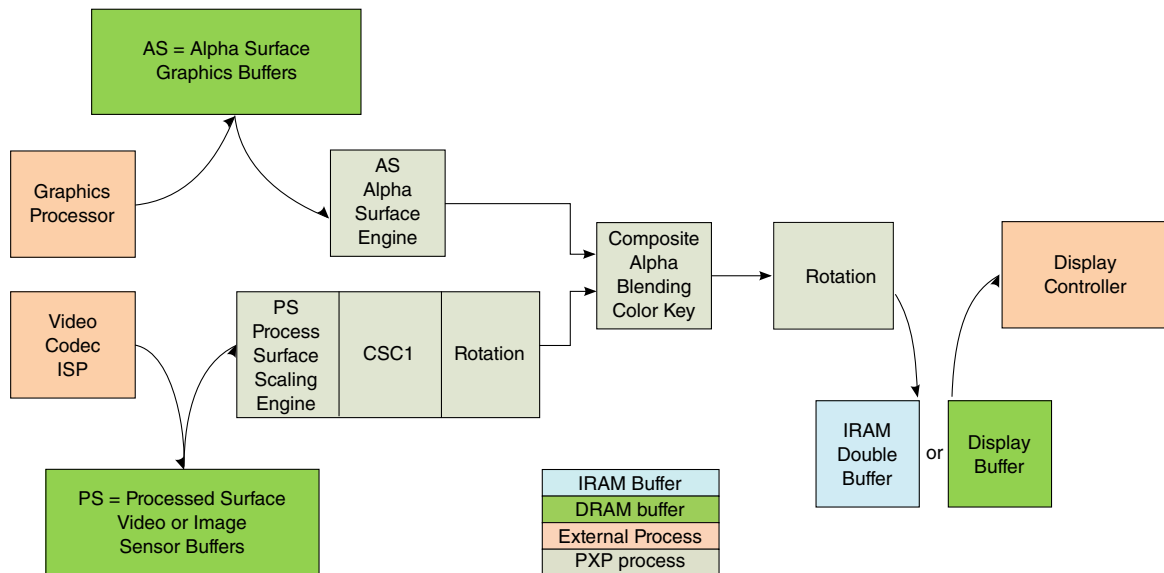 AS = Alpha Surface
Graphics Buffers
Graphics
Processor
AS
Alpha
Surface
Engine
Video
Codec
ISP
PS
Process
Surface
Scaling
Engine
CSC1
Rotation
Composite
Alpha
Blending
Color Key
Rotation
Display
Controller
IRAM
Double
Buffer
or
Display
Buffer
PS = Processed Surface
Video or Image
Sensor Buffers
IRAM Buffer
DRAM buffer
External Process
PXP process